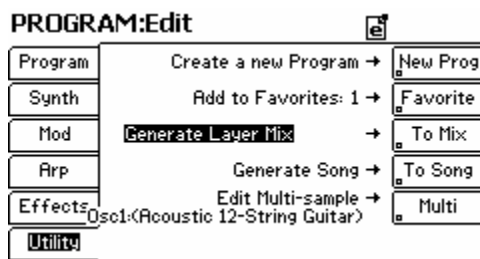 PROGRAM:Edit e
Program Create a new Program → New Prog
Synth Add to Favorites: 1 → Favorite
Mod Generate Layer Mix → To Mix
Arp Generate Song → To Song
Effects Edit Multi-sample → Multi
Osc1:(Acoustic 12-String Guitar)
Utility